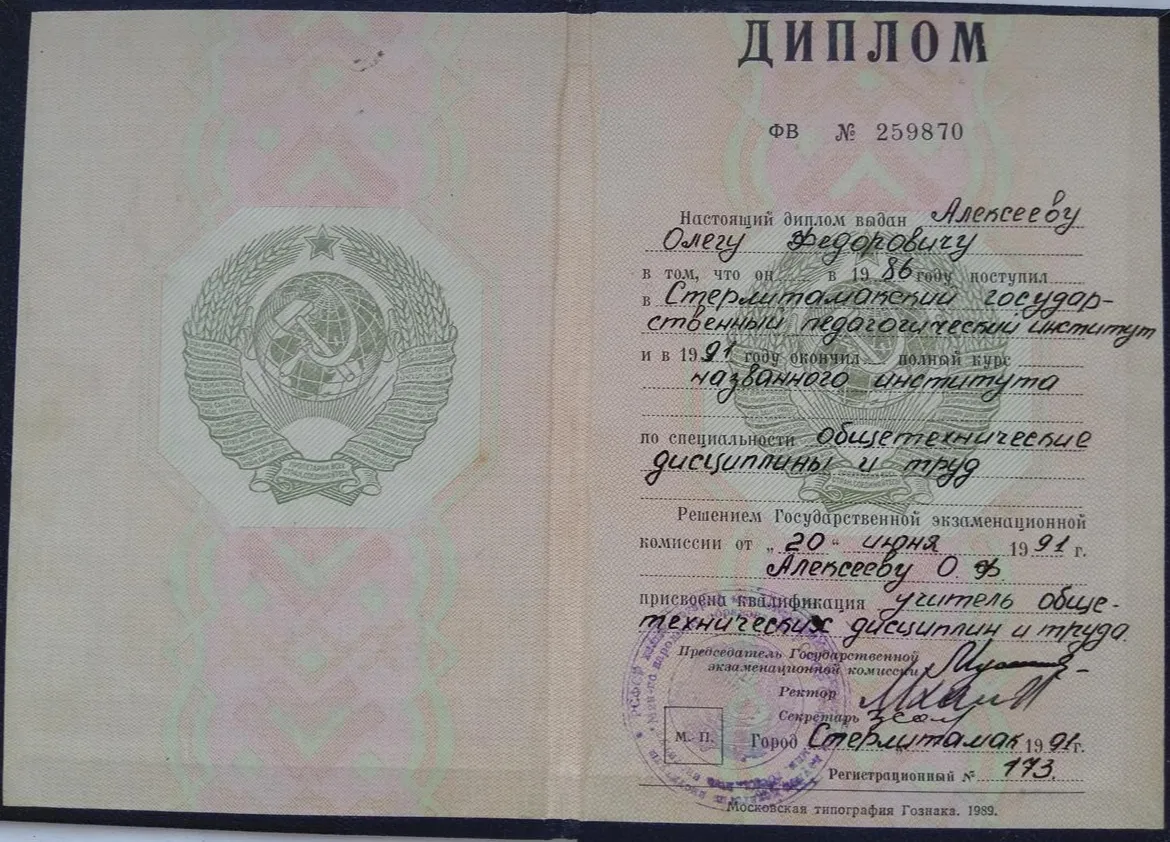 ДИПЛОМ
ФВ № 259870
Настоящий диплом выдан Алексееву
Олегу Федоровичу
в том, что он в 1986 году поступил
в Стерлитамакский государ-
ственный педагогический институт
и в 1991 году окончил полный курс
названного института
по специальности общетехнические
дисциплины и труд
Решением Государственной экзаменационной
комиссии от „20“ июня 1991 г.
Алексееву О. Ф.
присвоена квалификация учитель обще-
технических дисциплин и труда.
Председатель Государственной
экзаменационной комиссии
Ректор
Секретарь
М. П. Город Стерлитамак 1991г.
Регистрационный № 173.
Московская типография Гознака. 1989.